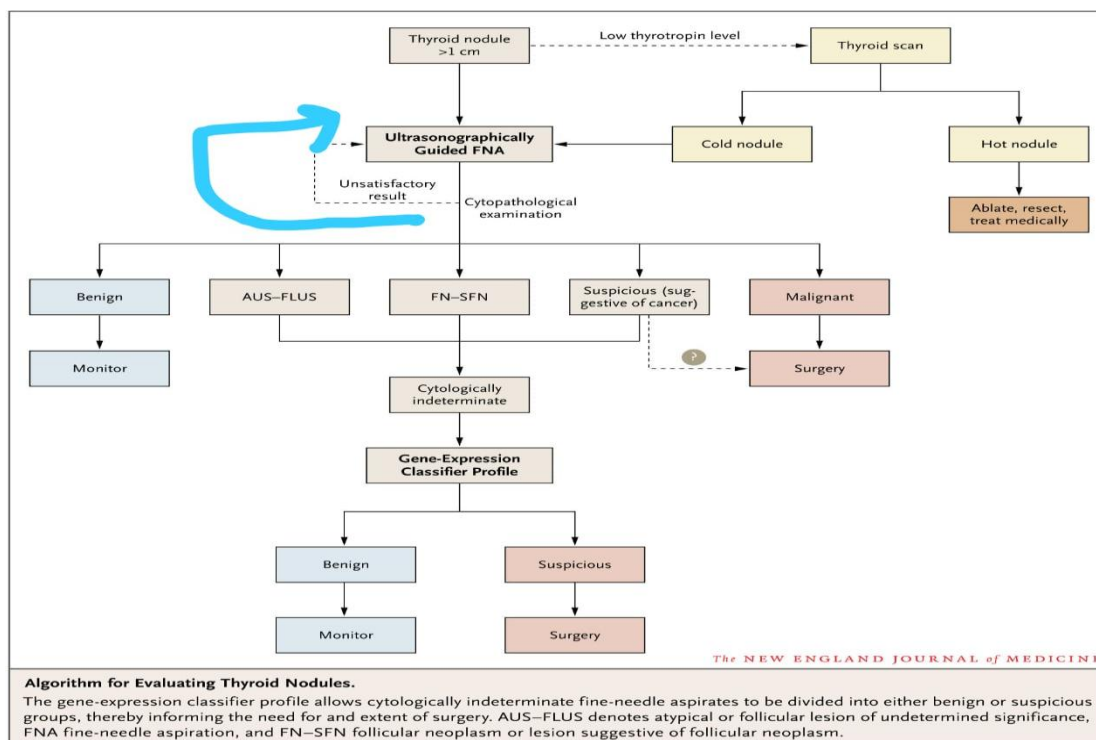 Thyroid nodule
>1 cm
Low thyrotropin level
Thyroid scan
Ultrasonographically
Guided FNA
Cold nodule
Hot nodule
Unsatisfactory
result
Cytopathological
examination
Ablate, resect,
treat medically
Benign
AUS–FLUS
FN–SFN
Suspicious (sug-
gestive of cancer)
Malignant
Monitor
?
Surgery
Cytologically
indeterminate
Gene-Expression
Classifier Profile
Benign
Suspicious
Monitor
Surgery
The NEW ENGLAND JOURNAL of MEDICINE
Algorithm for Evaluating Thyroid Nodules.
The gene-expression classifier profile allows cytologically indeterminate fine-needle aspirates to be divided into either benign or suspicious
groups, thereby informing the need for and extent of surgery. AUS–FLUS denotes atypical or follicular lesion of undetermined significance,
FNA fine-needle aspiration, and FN–SFN follicular neoplasm or lesion suggestive of follicular neoplasm.